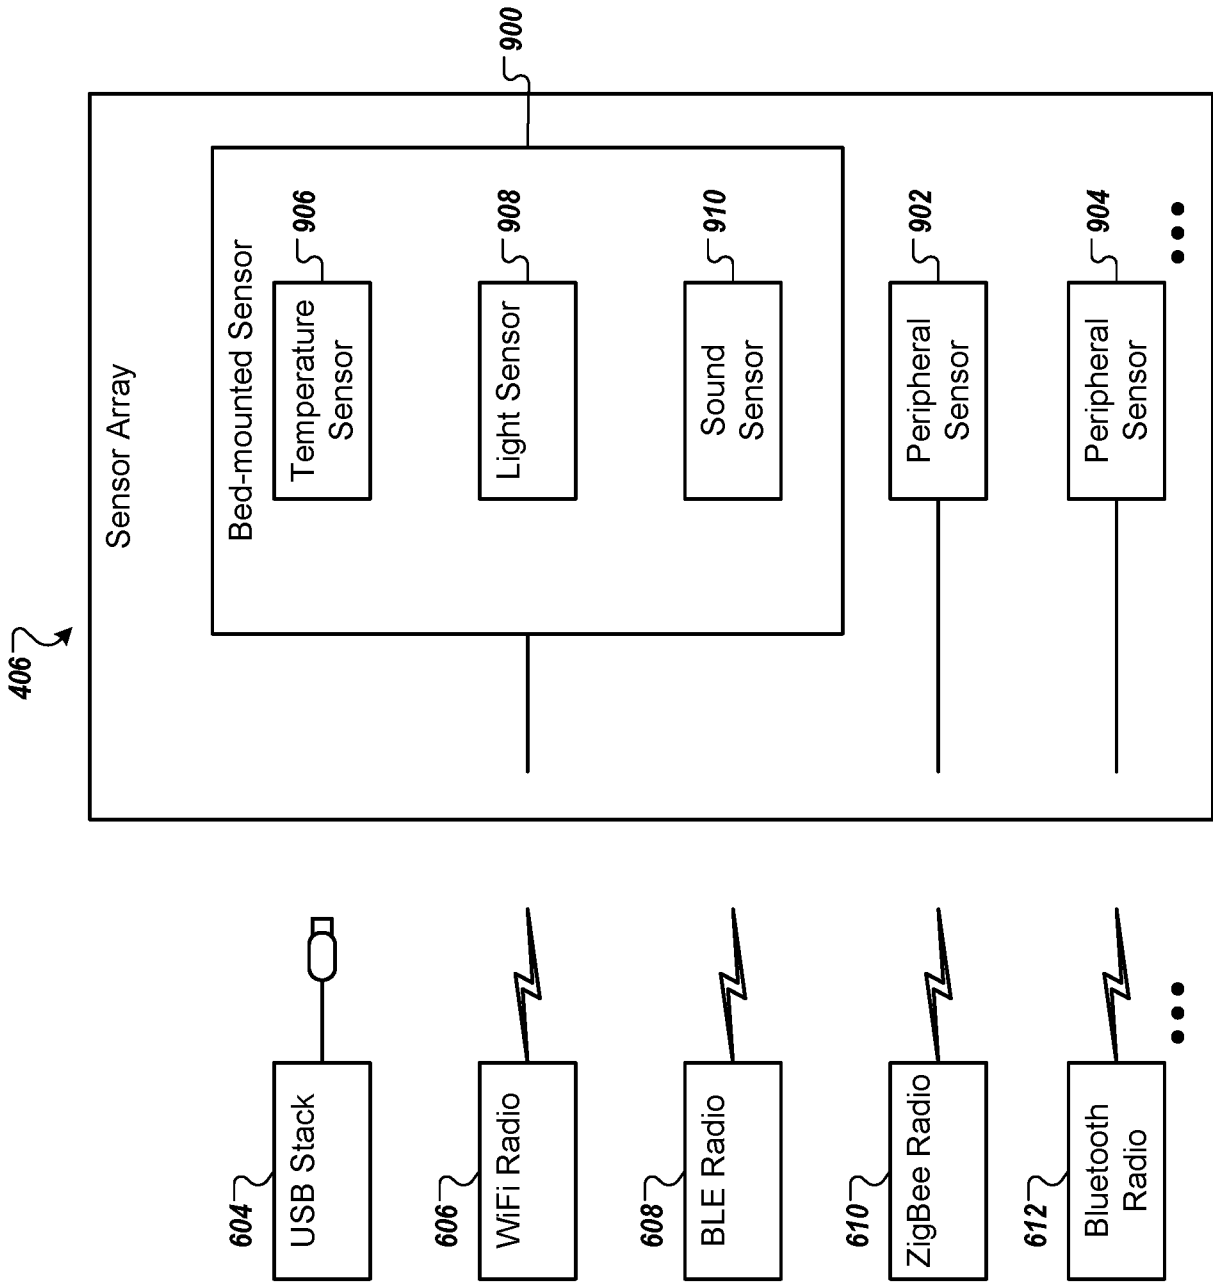 406
Sensor Array
900
Bed-mounted Sensor
604
USB Stack
Temperature
Sensor
906
606
WiFi Radio
Light Sensor
908
608
BLE Radio
Sound
Sensor
910
610
ZigBee Radio
Peripheral
Sensor
902
612
Bluetooth
Radio
Peripheral
Sensor
904